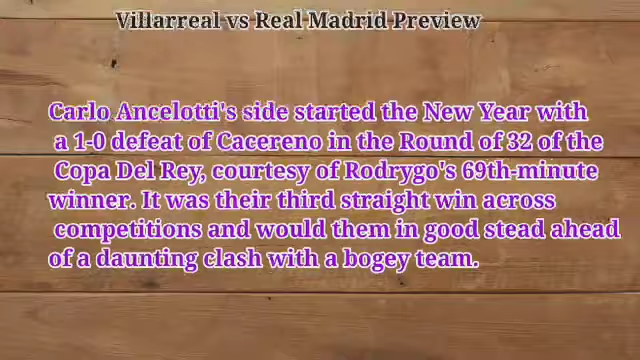 Villarreal vs Real Madrid Preview
Carlo Ancelotti's side started the New Year with
a 1-0 defeat of Cacereno in the Round of 32 of the
Copa Del Rey, courtesy of Rodrygo's 69th-minute
winner. It was their third straight win across
competitions and would them in good stead ahead
of a daunting clash with a bogey team.